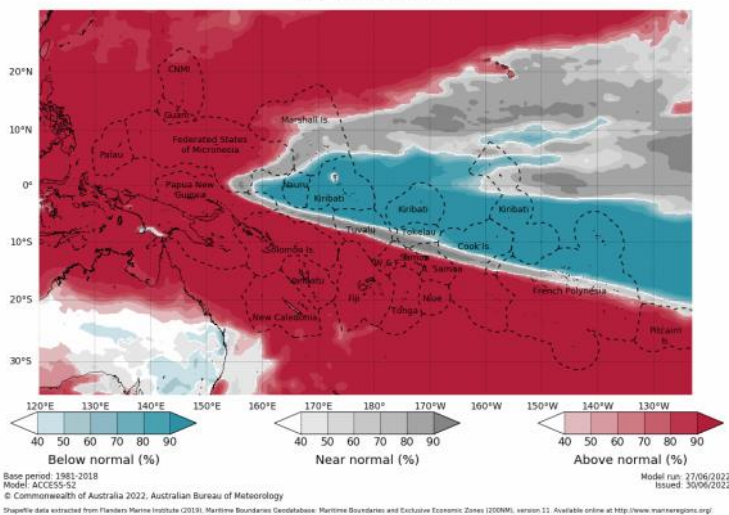 20°N
CNMI
Guam
10°N
Marshall Is.
Federated States
of Micronesia
Palau
0°
Papua New
Guinea
Nauru
Kiribati
Kiribati
Kiribati
Tuvalu
Tokelau
10°S
Solomon Is.
Cook Is.
W & F
Samoa
A. Samoa
Vanuatu
20°S
Fiji
Niue
French Polynesia
Tonga
New Caledonia
Pitcairn
Is.
30°S
120°E 130°E 140°E 150°E 160°E 170°E 180° 170°W 160°W 150°W 140°W 130°W
40 50 60 70 80 90
Below normal (%)
40 50 60 70 80 90
Near normal (%)
40 50 60 70 80 90
Above normal (%)
Base period: 1981-2018
Model: ACCESS-S2
Model run: 27/06/2022
Issued: 30/06/2022
© Commonwealth of Australia 2022, Australian Bureau of Meteorology
Shapefile data extracted from Flanders Marine Institute (2019). Maritime Boundaries Geodatabase: Maritime Boundaries and Exclusive Economic Zones (200NM), version 11. Available online at http://www.marineregions.org/